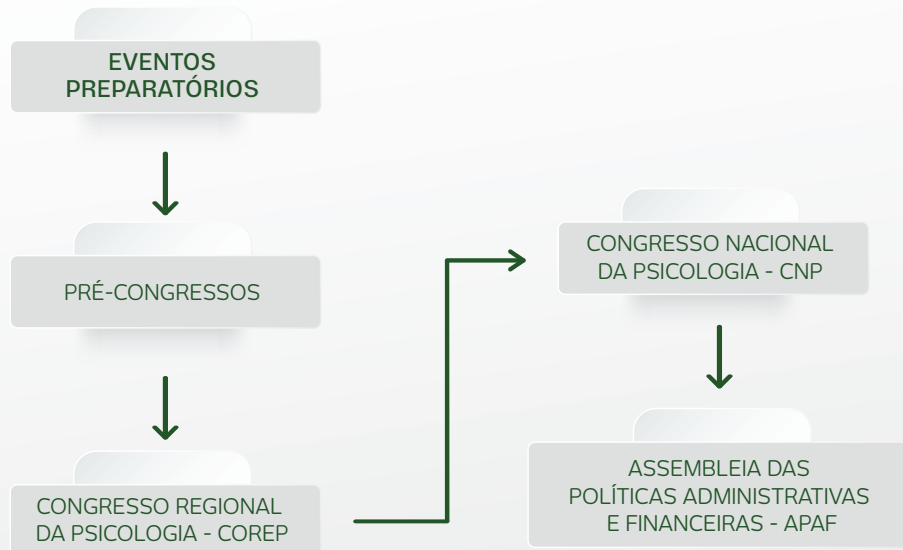 EVENTOS
PREPARATÓRIOS
PRÉ-CONGRESSOS
CONGRESSO REGIONAL
DA PSICOLOGIA - COREP
CONGRESSO NACIONAL
DA PSICOLOGIA - CNP
ASSEMBLEIA DAS
POLÍTICAS ADMINISTRATIVAS
E FINANCEIRAS - APAF